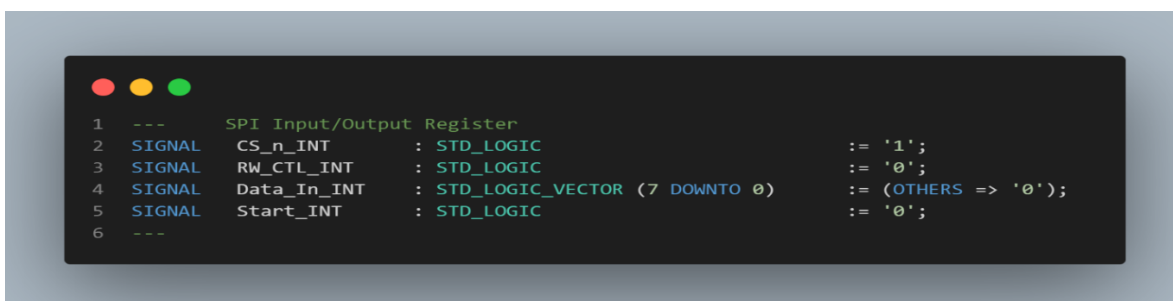 1 --- SPI Input/Output Register
2 SIGNAL CS_n_INT : STD_LOGIC := '1';
3 SIGNAL RW_CTL_INT : STD_LOGIC := '0';
4 SIGNAL Data_In_INT : STD_LOGIC_VECTOR (7 DOWNTO 0) := (OTHERS => '0');
5 SIGNAL Start_INT : STD_LOGIC := '0';
6 ---